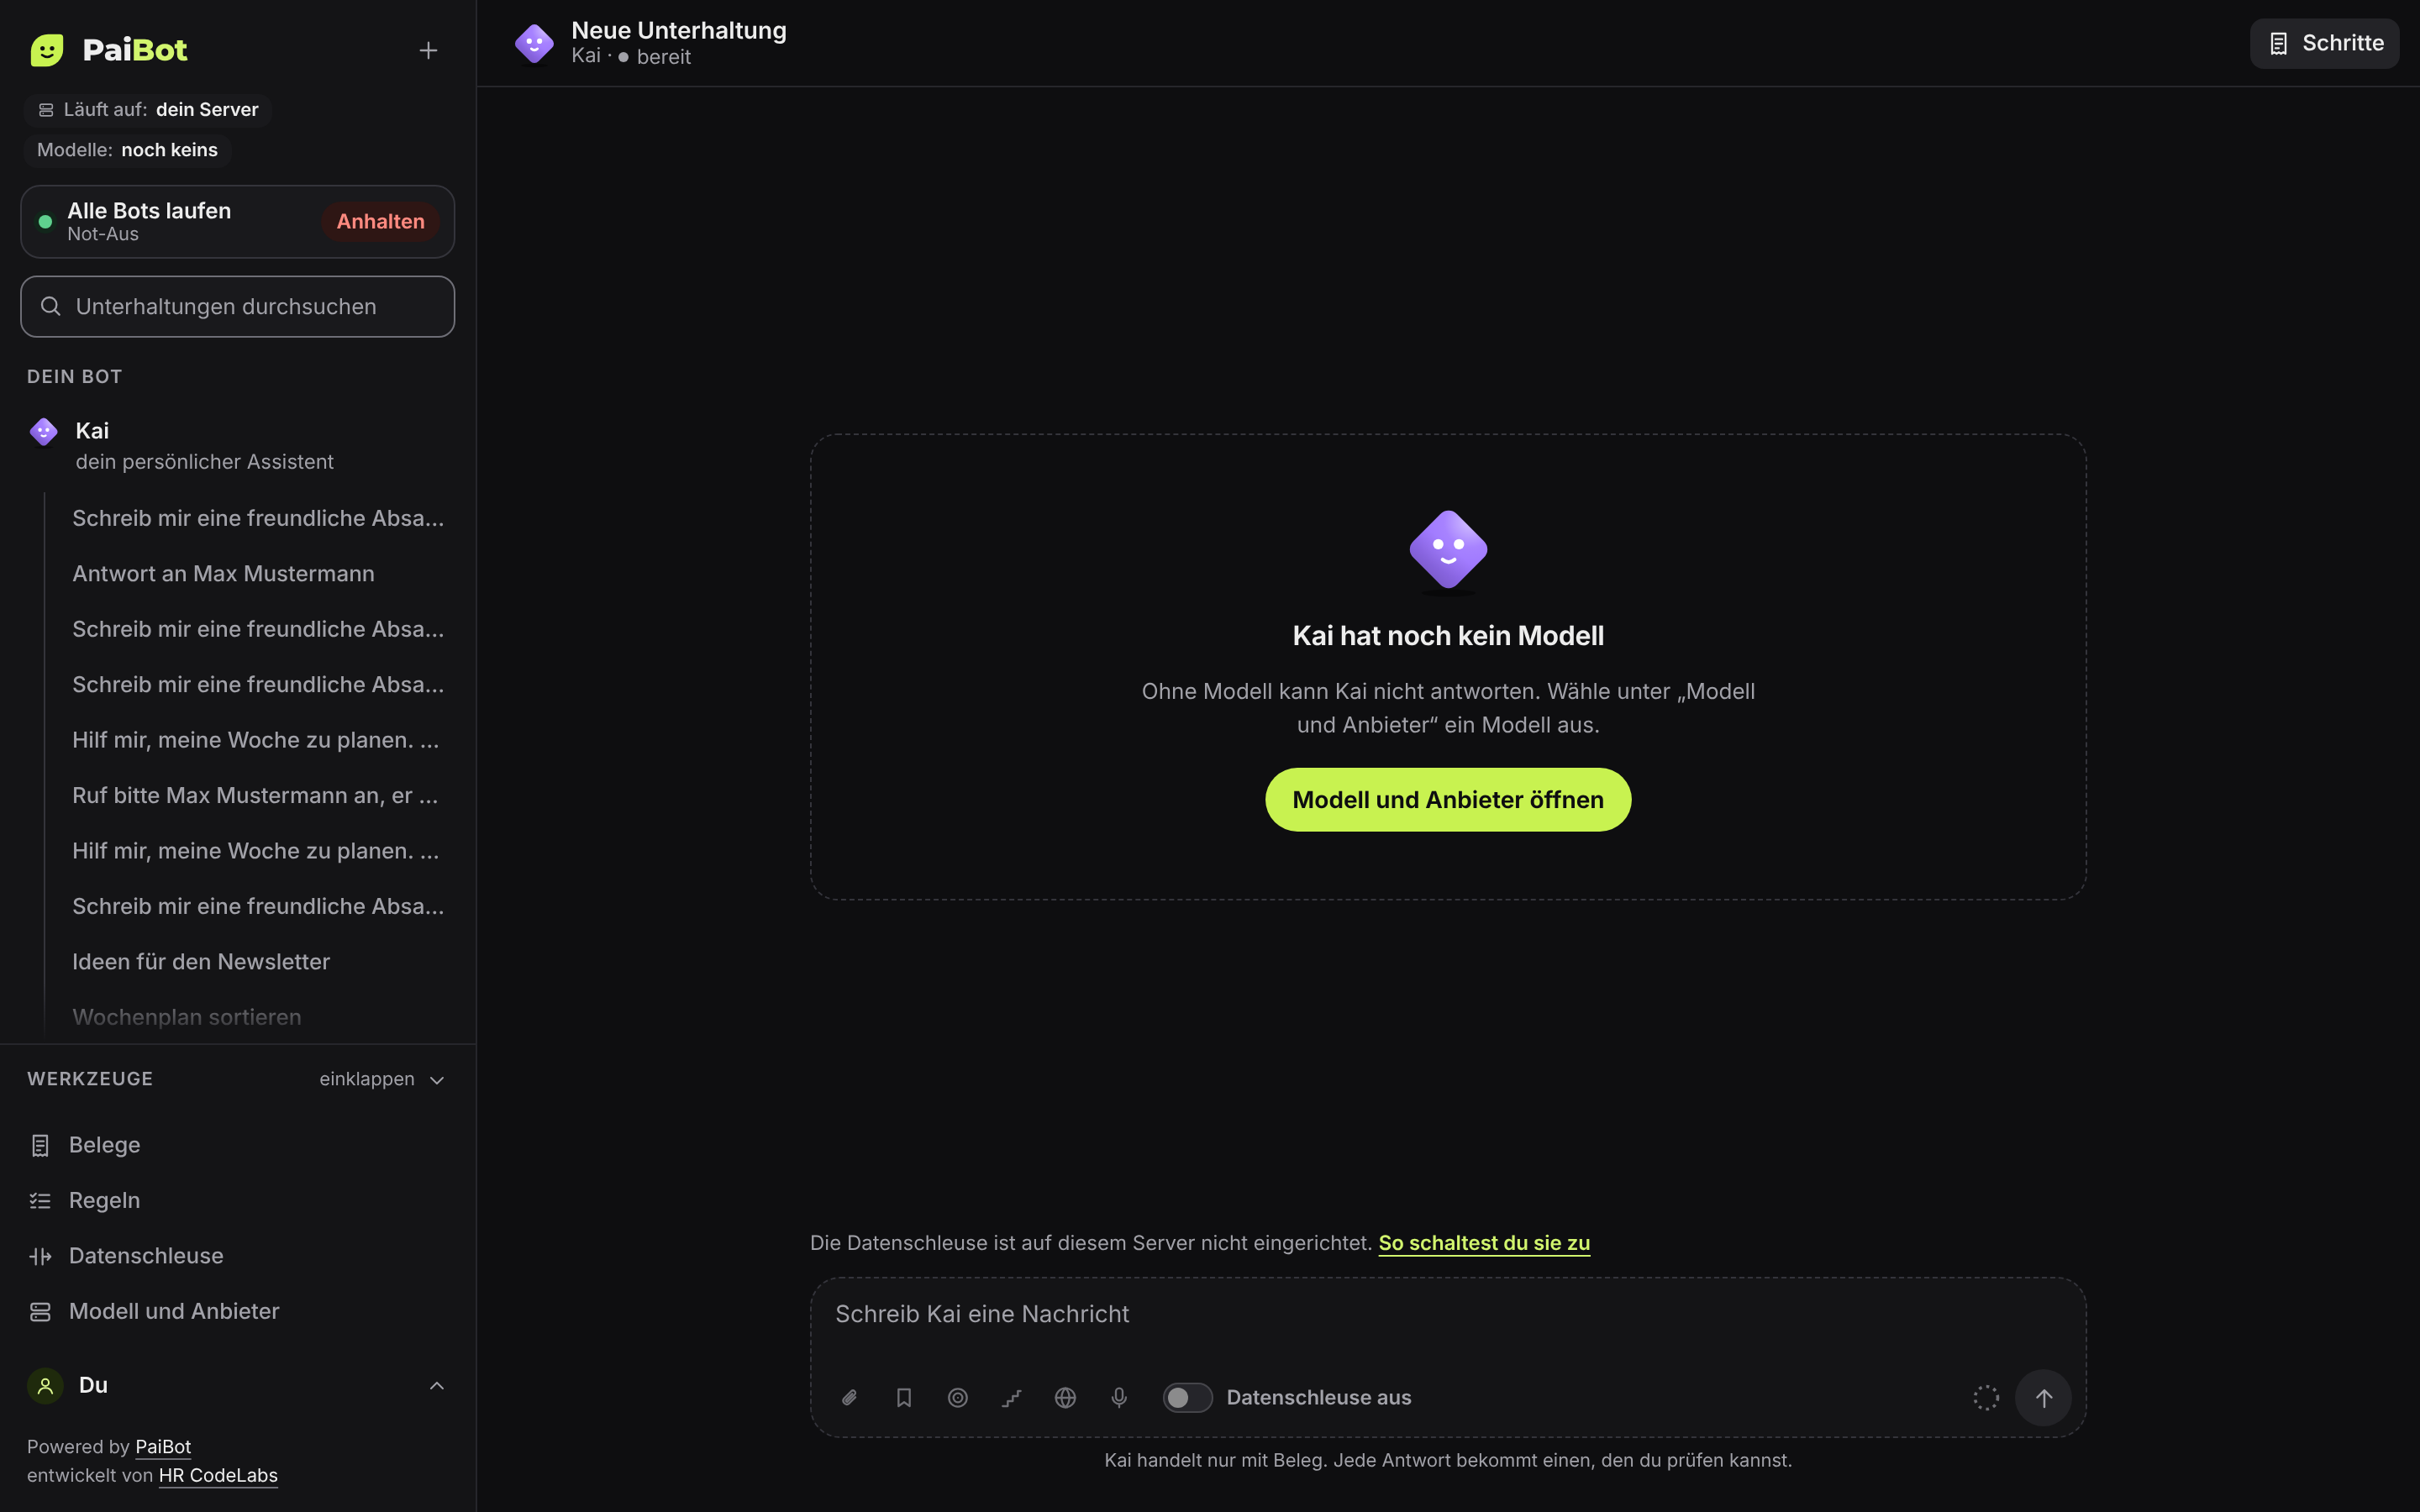 PaiBot
Läuft auf: dein Server
Modelle: noch keins
Alle Bots laufen
Not-Aus
Anhalten
Unterhaltungen durchsuchen
DEIN BOT
Kai
dein persönlicher Assistent
Schreib mir eine freundliche Absa...
Antwort an Max Mustermann
Schreib mir eine freundliche Absa...
Schreib mir eine freundliche Absa...
Hilf mir, meine Woche zu planen. ...
Ruf bitte Max Mustermann an, er ...
Hilf mir, meine Woche zu planen. ...
Schreib mir eine freundliche Absa...
Ideen für den Newsletter
Wochenplan sortieren
WERKZEUGE
einklappen
Belege
Regeln
Datenschleuse
Modell und Anbieter
Du
Powered by PaiBot
entwickelt von HR CodeLabs
Neue Unterhaltung
Kai · bereit
Schritte
Kai hat noch kein Modell
Ohne Modell kann Kai nicht antworten. Wähle unter „Modell
und Anbieter“ ein Modell aus.
Modell und Anbieter öffnen
Die Datenschleuse ist auf diesem Server nicht eingerichtet. So schaltest du sie zu
Schreib Kai eine Nachricht
Datenschleuse aus
Kai handelt nur mit Beleg. Jede Antwort bekommt einen, den du prüfen kannst.